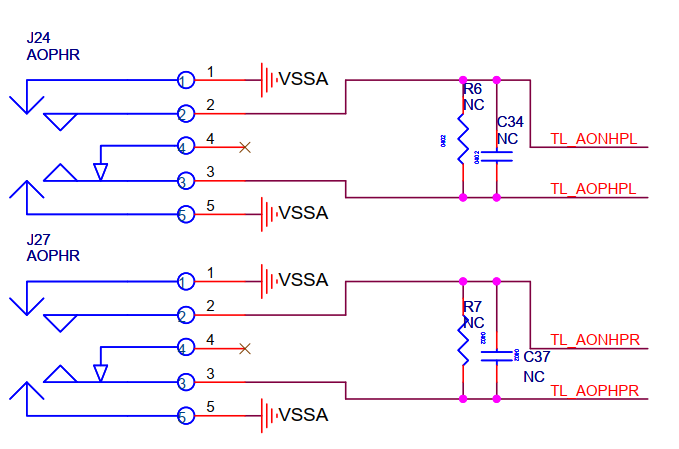 J24
AOPHR
1
1
VSSA
2
2
4
4
3
3
5
5
VSSA
R6
NC
0402
C34
NC
0402
TL_AONHPL
TL_AOPHPL
J27
AOPHR
1
1
VSSA
2
2
4
4
3
3
5
5
VSSA
R7
NC
0402
C37
NC
0402
TL_AONHPR
TL_AOPHPR